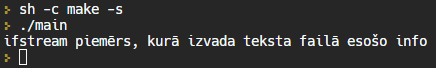 > sh -c make -s
> ./main
ifstream piemērs, kurā izvada teksta failā esošo info
>